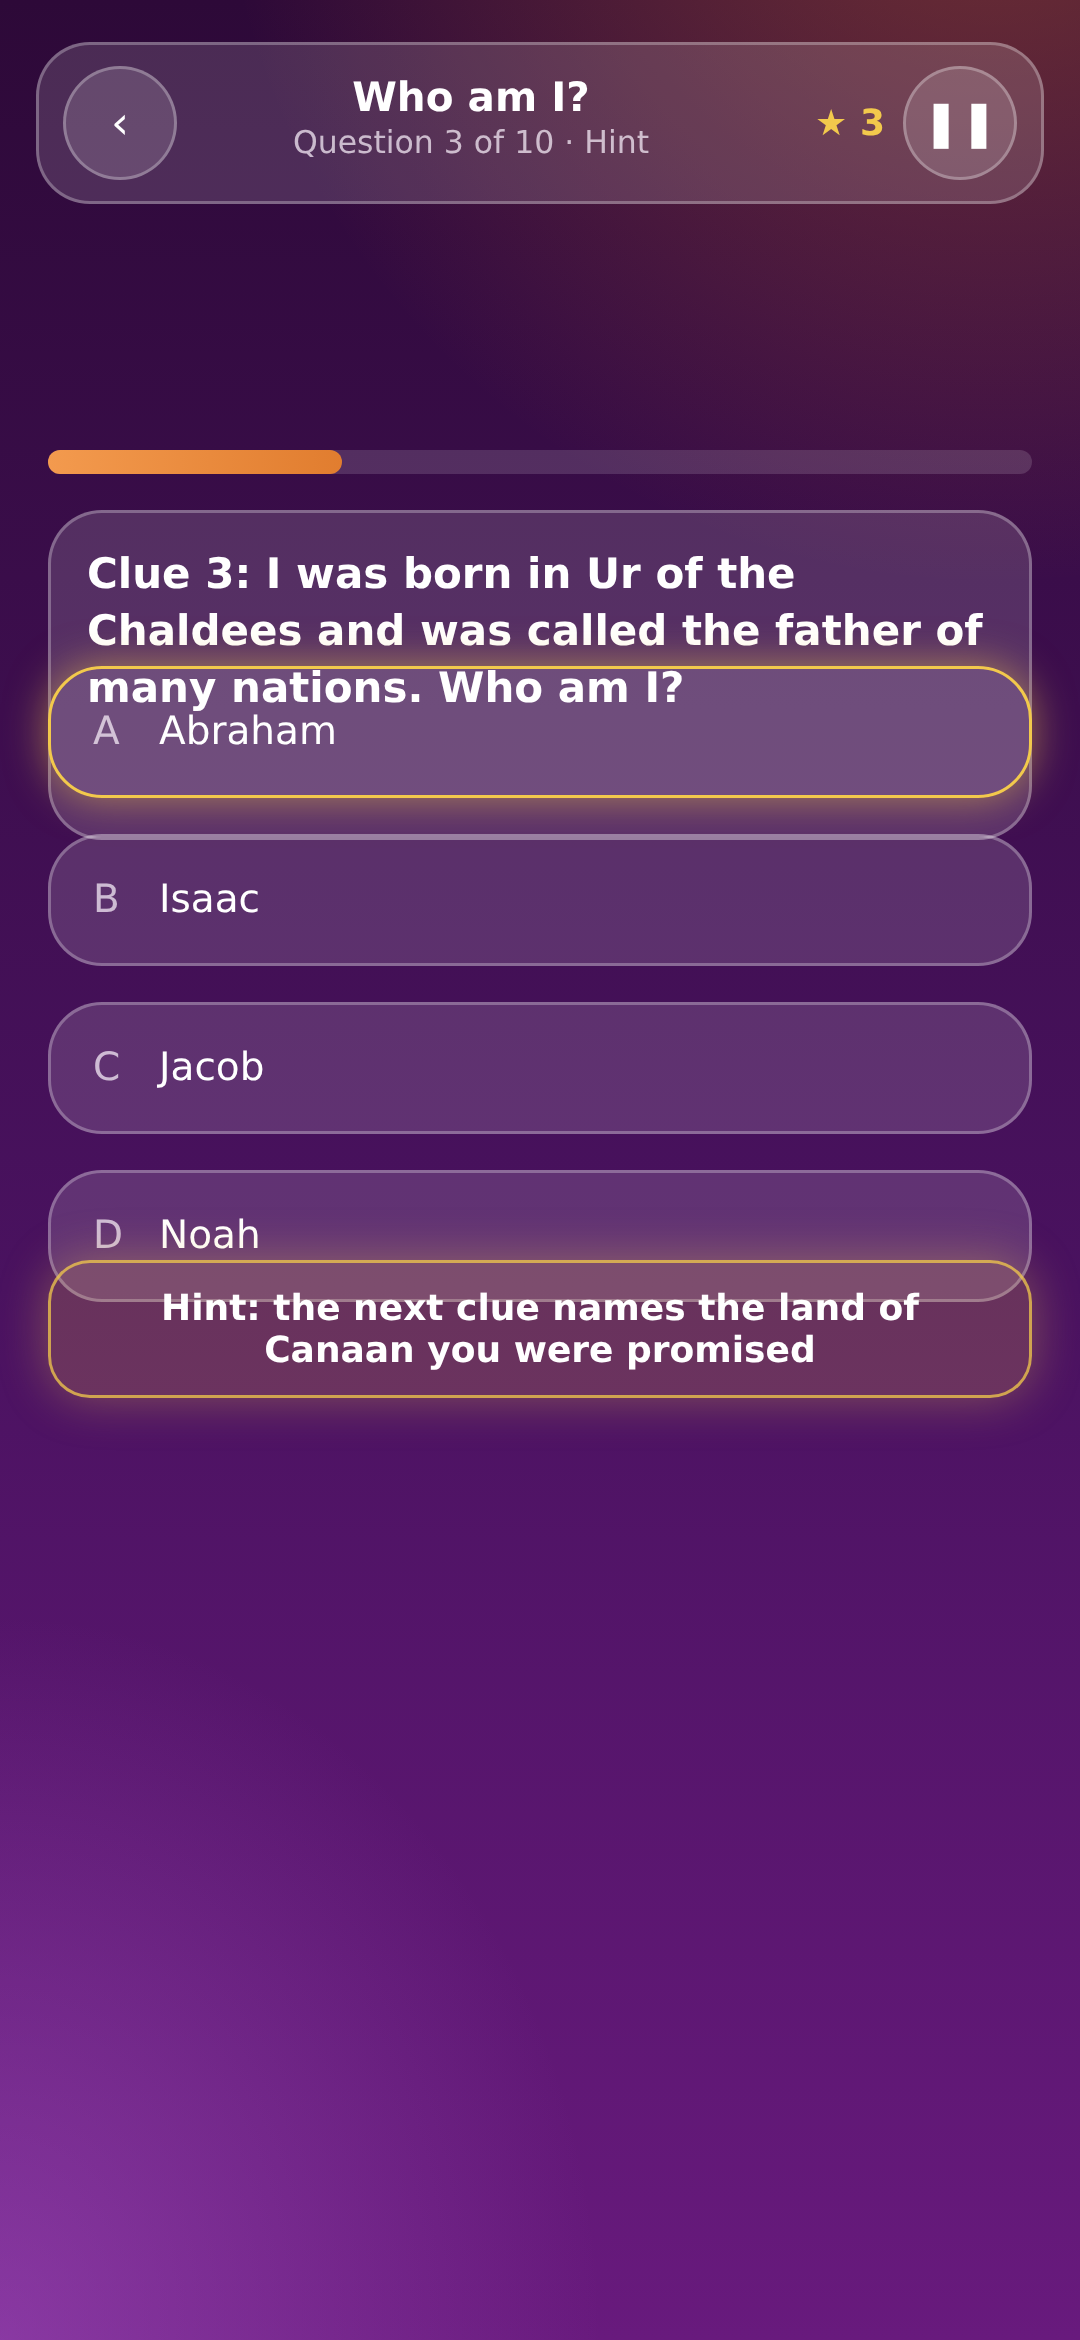 Who am I?
Question 3 of 10 · Hint
★ 3
Clue 3: I was born in Ur of the
Chaldees and was called the father of
many nations. Who am I?
A Abraham
B Isaac
C Jacob
D Noah
Hint: the next clue names the land of
Canaan you were promised